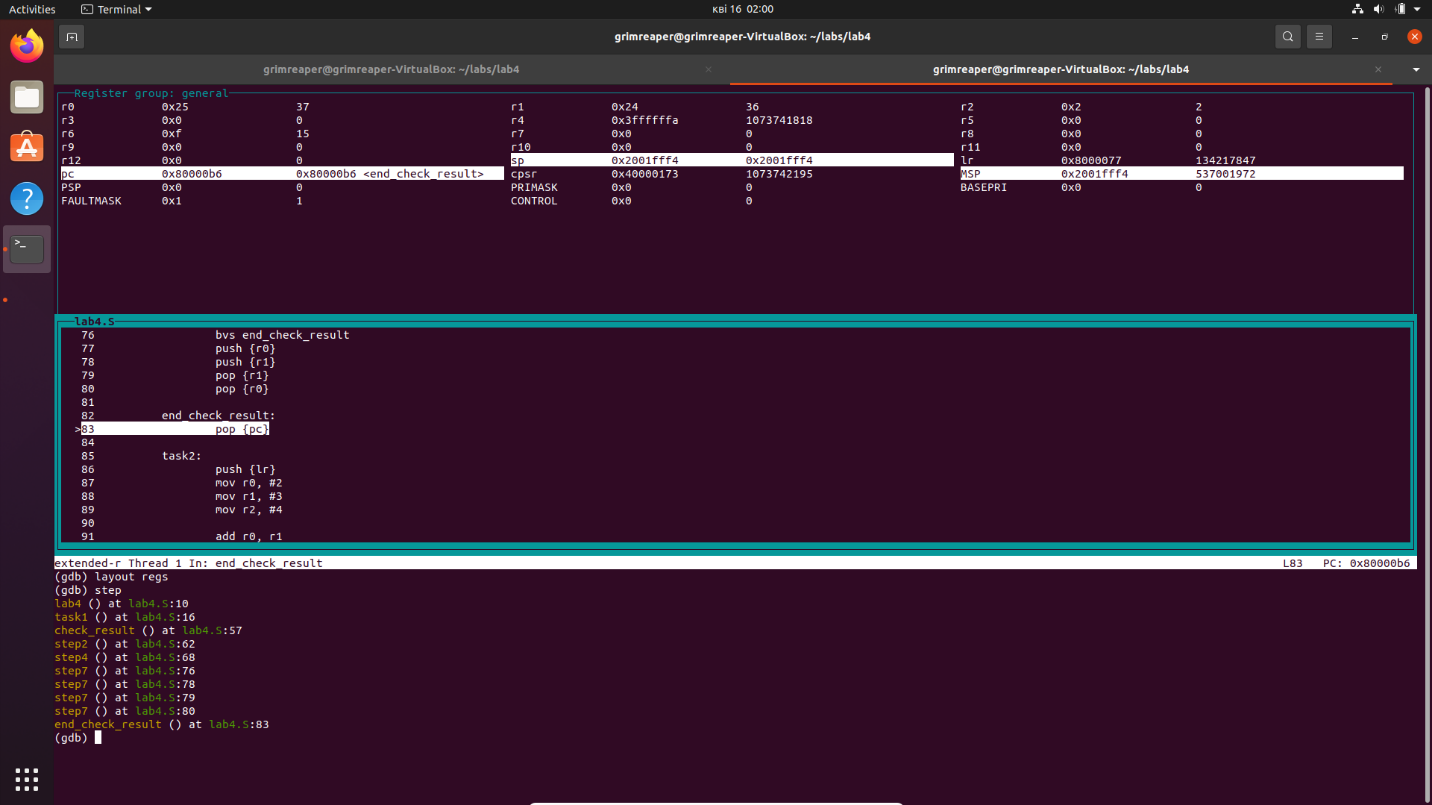 Activities Terminal кві 16 02:00
grimreaper@grimreaper-VirtualBox: ~/labs/lab4
grimreaper@grimreaper-VirtualBox: ~/labs/lab4 grimreaper@grimreaper-VirtualBox: ~/labs/lab4
Register group: general
r0 0x25 37 r1 0x24 36 r2 0x2 2
r3 0x0 0 r4 0x3ffffffa 1073741818 r5 0x0 0
r6 0xf 15 r7 0x0 0 r8 0x0 0
r9 0x0 0 r10 0x0 0 r11 0x0 0
r12 0x0 0 sp 0x2001fff4 0x2001fff4 lr 0x8000077 134217847
pc 0x80000b6 0x80000b6 <end_check_result> cpsr 0x40000173 1073742195 MSP 0x2001fff4 537001972
PSP 0x0 0 PRIMASK 0x0 0 BASEPRI 0x0 0
FAULTMASK 0x1 1 CONTROL 0x0 0
lab4.S
76 bvs end_check_result
77 push {r0}
78 push {r1}
79 pop {r1}
80 pop {r0}
81
82 end_check_result:
>83 pop {pc}
84
85 task2:
86 push {lr}
87 mov r0, #2
88 mov r1, #3
89 mov r2, #4
90
91 add r0, r1
extended-r Thread 1 In: end_check_result L83 PC: 0x80000b6
(gdb) layout regs
(gdb) step
lab4 () at lab4.S:10
task1 () at lab4.S:16
check_result () at lab4.S:57
step2 () at lab4.S:62
step4 () at lab4.S:68
step7 () at lab4.S:76
step7 () at lab4.S:78
step7 () at lab4.S:79
step7 () at lab4.S:80
end_check_result () at lab4.S:83
(gdb)